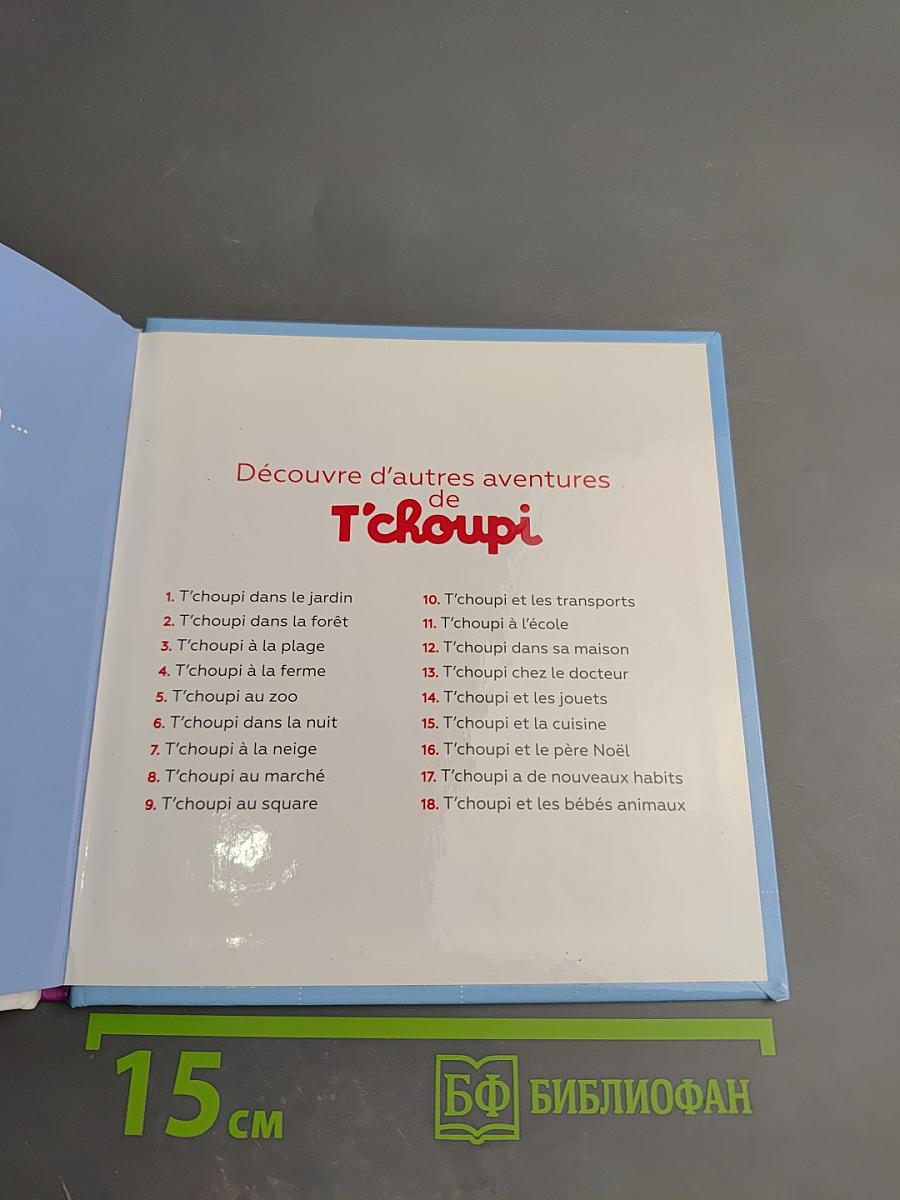 Découvre d'autres aventures
de
T'choupi
1. T'choupi dans le jardin
2. T'choupi dans la forêt
3. T'choupi à la plage
4. T'choupi à la ferme
5. T'choupi au zoo
6. T'choupi dans la nuit
7. T'choupi à la neige
8. T'choupi au marché
9. T'choupi au square
10. T'choupi et les transports
11. T'choupi à l'école
12. T'choupi dans sa maison
13. T'choupi chez le docteur
14. T'choupi et les jouets
15. T'choupi et la cuisine
16. T'choupi et le père Noël
17. T'choupi a de nouveaux habits
18. T'choupi et les bébés animaux
15 см
БФ БИБЛИОФАН